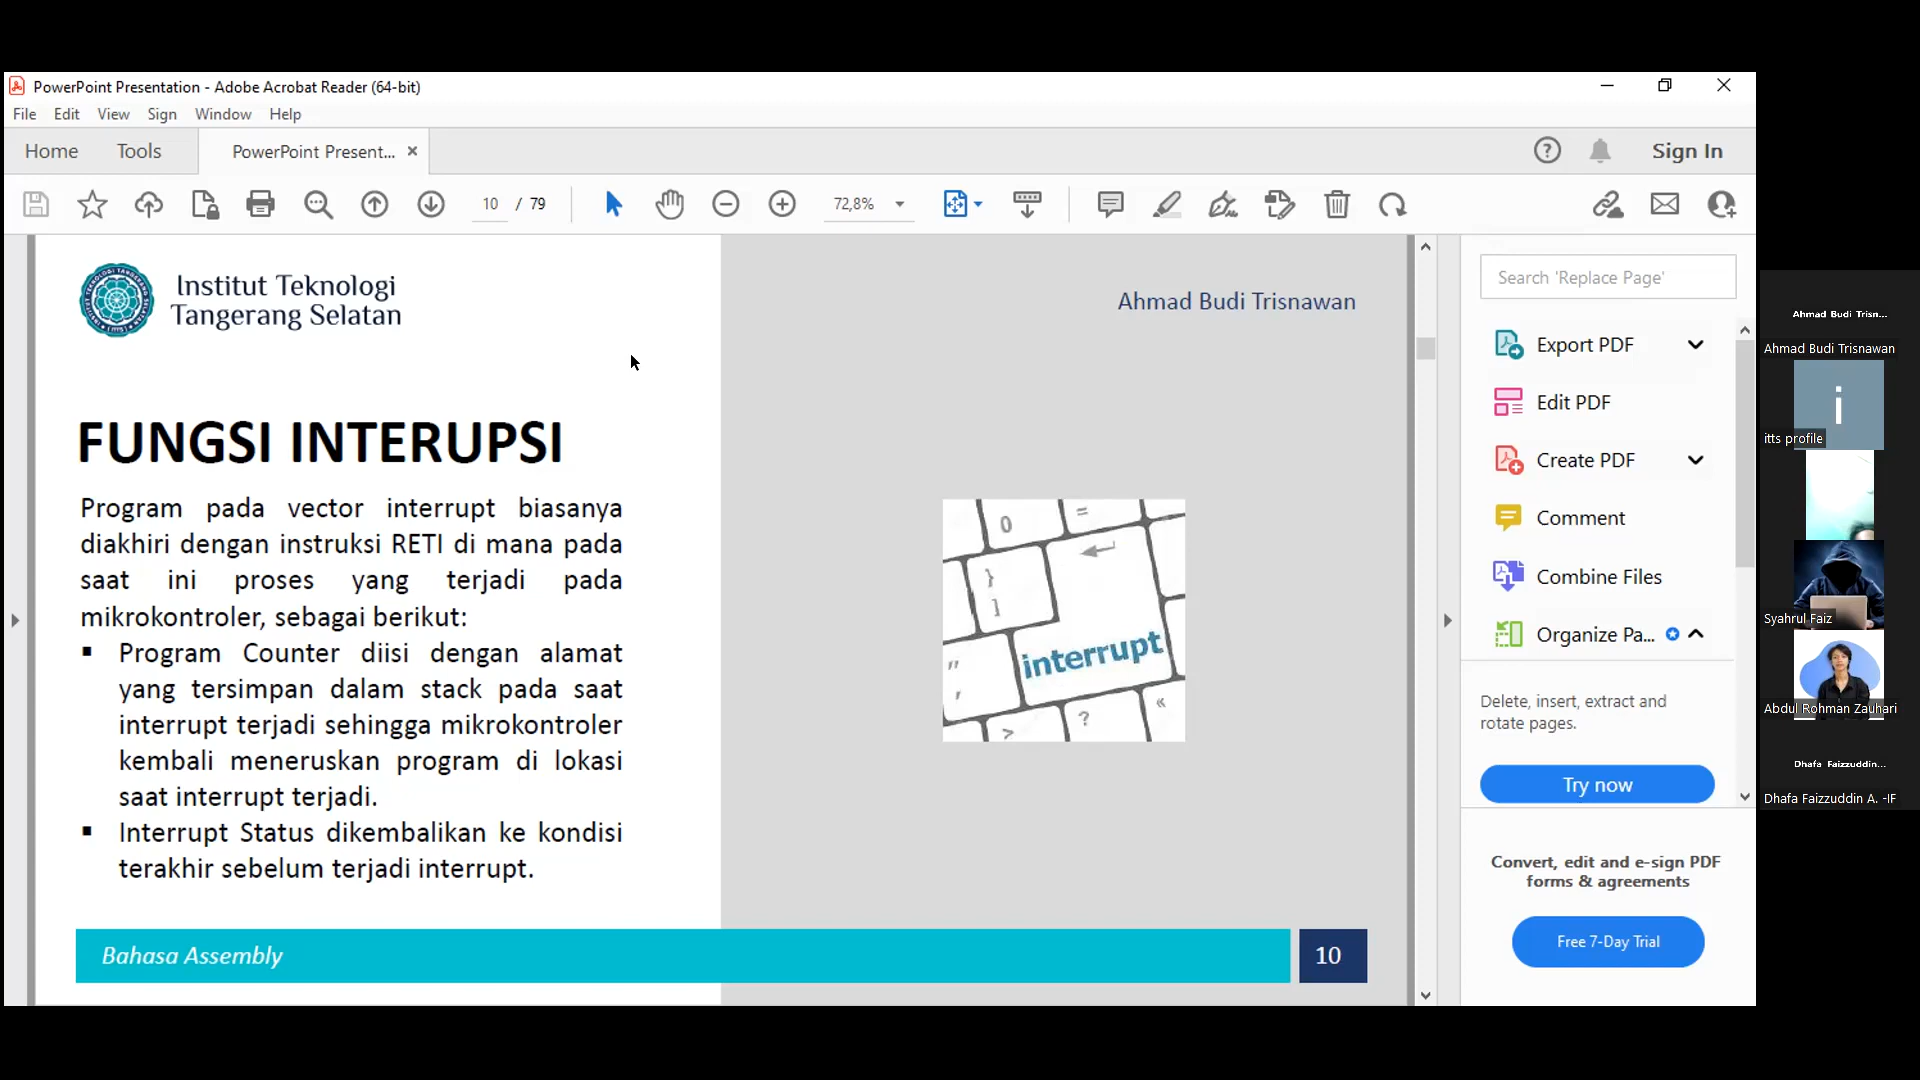 PowerPoint Presentation - Adobe Acrobat Reader (64-bit)
File Edit View Sign Window Help
Home Tools PowerPoint Present... × Sign In
10 / 79 72,8%
Institut Teknologi
Tangerang Selatan
Ahmad Budi Trisnawan
FUNGSI INTERUPSI
Program pada vector interrupt biasanya
diakhiri dengan instruksi RETI di mana pada
saat ini proses yang terjadi pada
mikrokontroler, sebagai berikut:
▪ Program Counter diisi dengan alamat
yang tersimpan dalam stack pada saat
interrupt terjadi sehingga mikrokontroler
kembali meneruskan program di lokasi
saat interrupt terjadi.
▪ Interrupt Status dikembalikan ke kondisi
terakhir sebelum terjadi interrupt.
0 =
}
]
interrupt
"
,
> ? «
Bahasa Assembly
10
Search 'Replace Page'
Export PDF
Edit PDF
Create PDF
Comment
Combine Files
Organize Pa...
Delete, insert, extract and
rotate pages.
Try now
Convert, edit and e-sign PDF
forms & agreements
Free 7-Day Trial
Ahmad Budi Trisn...
Ahmad Budi Trisnawan
i
itts profile
Syahrul Faiz
Abdul Rohman Zauhari
Dhafa Faizzuddin...
Dhafa Faizzuddin A. -IF